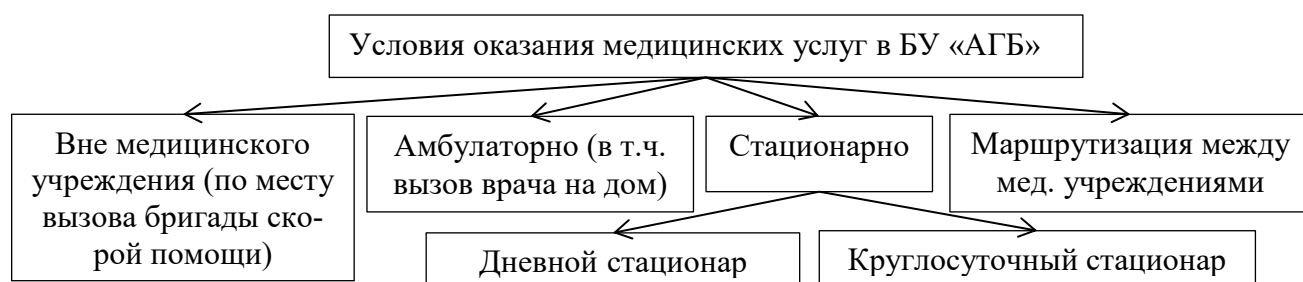 Условия оказания медицинских услуг в БУ «АГБ»
Вне медицинского
учреждения (по месту
вызова бригады ско-
рой помощи)
Амбулаторно (в т.ч.
вызов врача на дом)
Стационарно
Маршрутизация между
мед. учреждениями
Дневной стационар
Круглосуточный стационар